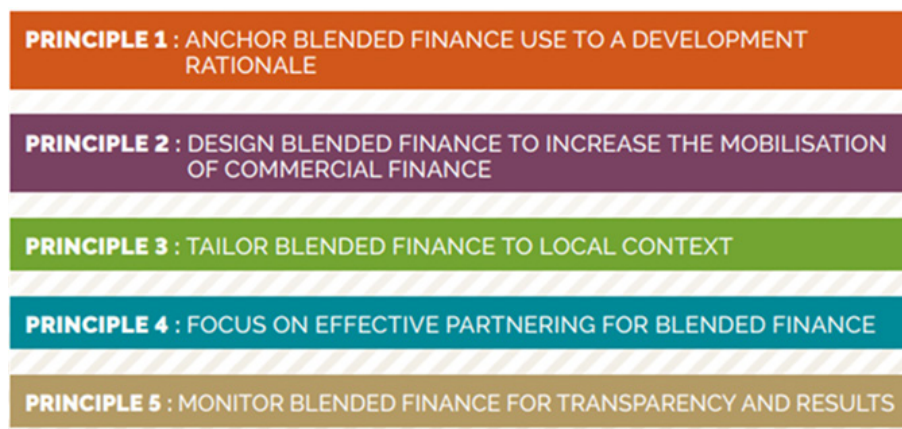 PRINCIPLE 1 : ANCHOR BLENDED FINANCE USE TO A DEVELOPMENT
RATIONALE
PRINCIPLE 2 : DESIGN BLENDED FINANCE TO INCREASE THE MOBILISATION
OF COMMERCIAL FINANCE
PRINCIPLE 3 : TAILOR BLENDED FINANCE TO LOCAL CONTEXT
PRINCIPLE 4 : FOCUS ON EFFECTIVE PARTNERING FOR BLENDED FINANCE
PRINCIPLE 5 : MONITOR BLENDED FINANCE FOR TRANSPARENCY AND RESULTS